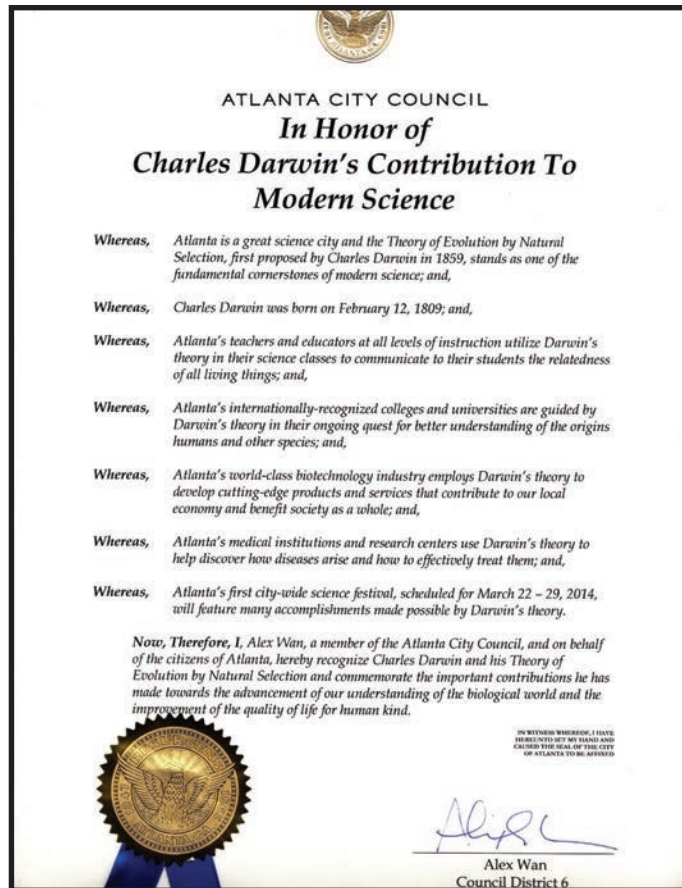 ATLANTA CITY COUNCIL
In Honor of
Charles Darwin's Contribution To
Modern Science
Whereas, Atlanta is a great science city and the Theory of Evolution by Natural
Selection, first proposed by Charles Darwin in 1859, stands as one of the
fundamental cornerstones of modern science; and,
Whereas, Charles Darwin was born on February 12, 1809; and,
Whereas, Atlanta's teachers and educators at all levels of instruction utilize Darwin's
theory in their science classes to communicate to their students the relatedness
of all living things; and,
Whereas, Atlanta's internationally-recognized colleges and universities are guided by
Darwin's theory in their ongoing quest for better understanding of the origins
humans and other species; and,
Whereas, Atlanta's world-class biotechnology industry employs Darwin's theory to
develop cutting-edge products and services that contribute to our local
economy and benefit society as a whole; and,
Whereas, Atlanta's medical institutions and research centers use Darwin's theory to
help discover how diseases arise and how to effectively treat them; and,
Whereas, Atlanta's first city-wide science festival, scheduled for March 22 – 29, 2014,
will feature many accomplishments made possible by Darwin's theory.
Now, Therefore, I, Alex Wan, a member of the Atlanta City Council, and on behalf
of the citizens of Atlanta, hereby recognize Charles Darwin and his Theory of
Evolution by Natural Selection and commemorate the important contributions he has
made towards the advancement of our understanding of the biological world and the
improvement of the quality of life for human kind.
IN WITNESS WHEREOF, I HAVE
HEREUNTO SET MY HAND AND
CAUSED THE SEAL OF THE CITY
OF ATLANTA TO BE AFFIXED
Alex Wan
Council District 6